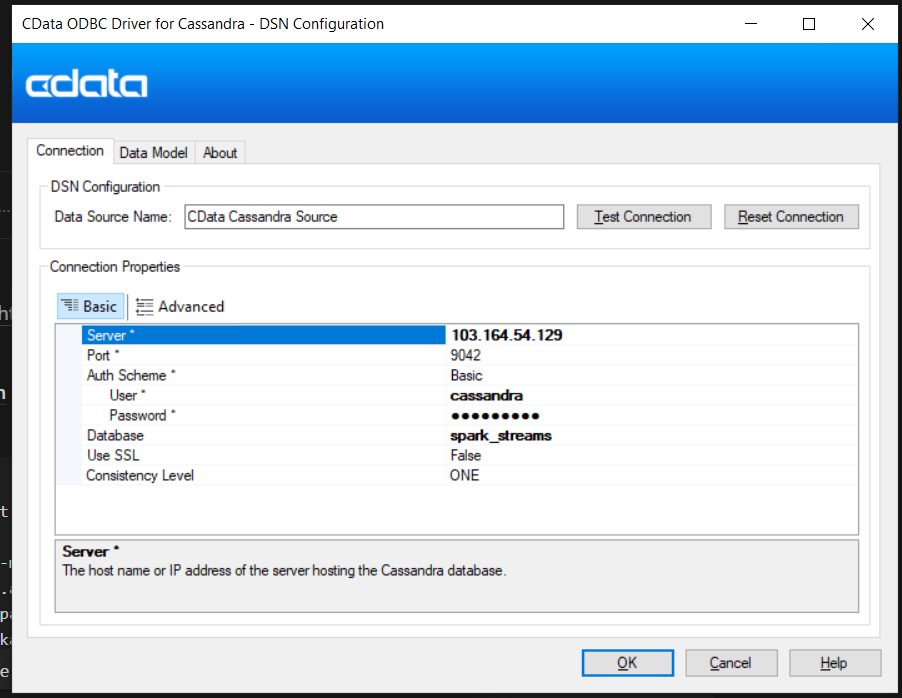 CData ODBC Driver for Cassandra - DSN Configuration
cdata
Connection Data Model About
DSN Configuration
Data Source Name: CData Cassandra Source Test Connection Reset Connection
Connection Properties
Basic Advanced
Server * 103.164.54.129
Port * 9042
Auth Scheme * Basic
User * cassandra
Password * ●●●●●●●●●
Database spark_streams
Use SSL False
Consistency Level ONE
Server *
The host name or IP address of the server hosting the Cassandra database.
OK Cancel Help